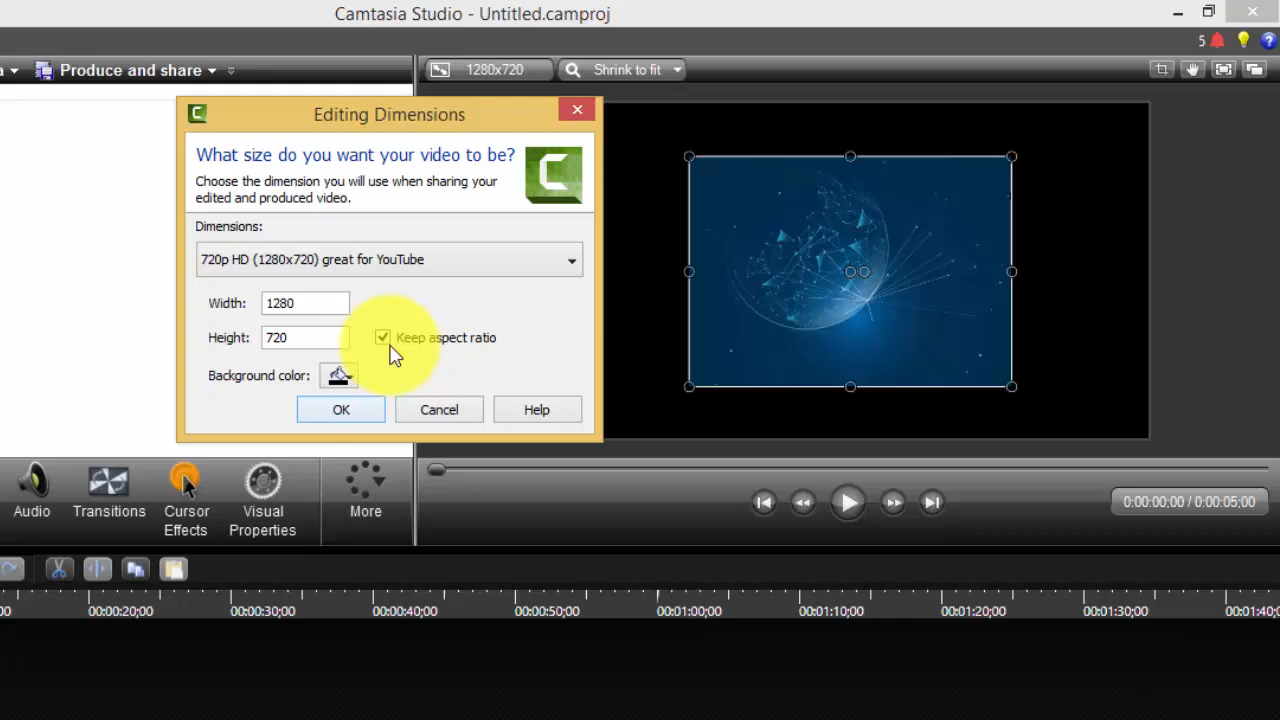 Camtasia Studio - Untitled.camproj
5
a Produce and share
1280x720 Shrink to fit
Editing Dimensions
What size do you want your video to be?
Choose the dimension you will use when sharing your
edited and produced video.
Dimensions:
720p HD (1280x720) great for YouTube
Width: 1280
Height: 720 Keep aspect ratio
Background color:
OK Cancel Help
Audio Transitions Cursor Effects Visual Properties More
0:00:00;00 / 0:00:05;00
00 00:00:20;00 00:00:30;00 00:00:40;00 00:00:50;00 00:01:00;00 00:01:10;00 00:01:20;00 00:01:30;00 00:01:40;0